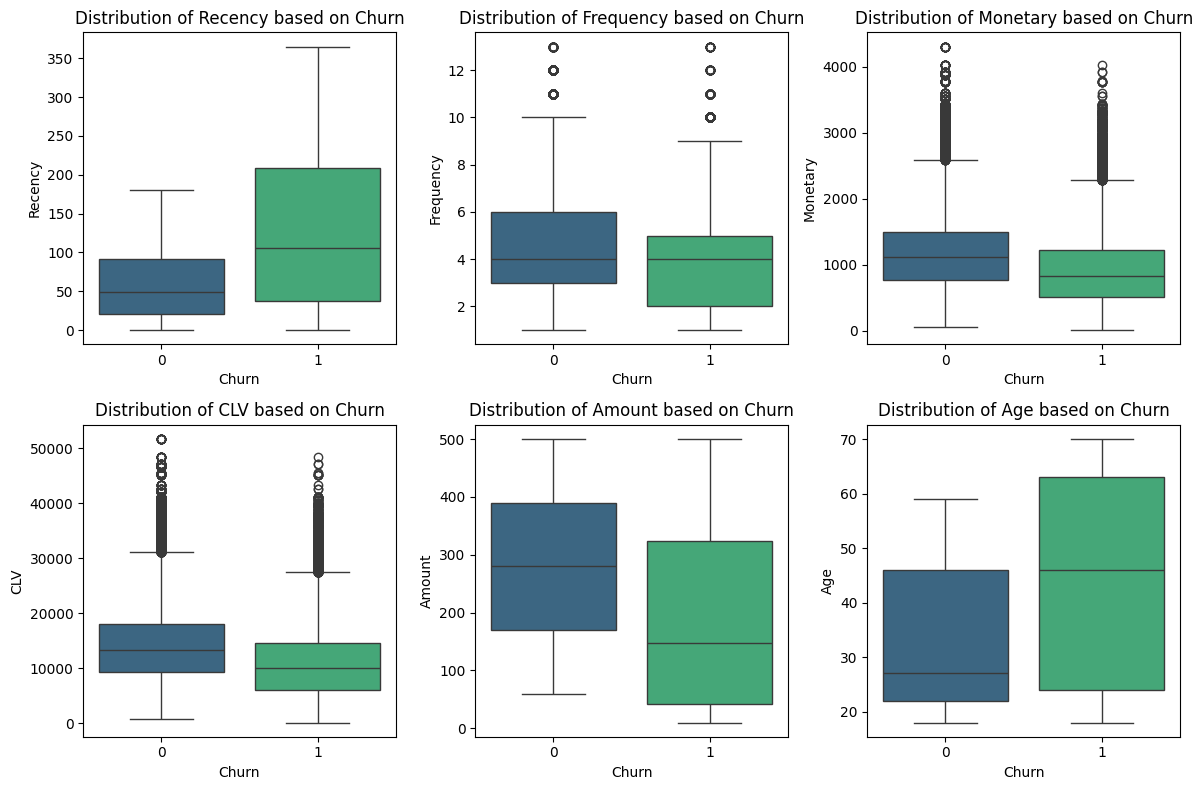 Distribution of Recency based on Churn
Recency
350
300
250
200
150
100
50
0
0 1
Churn
Distribution of Frequency based on Churn
Frequency
12
10
8
6
4
2
0 1
Churn
Distribution of Monetary based on Churn
Monetary
4000
3000
2000
1000
0
0 1
Churn
Distribution of CLV based on Churn
CLV
50000
40000
30000
20000
10000
0
0 1
Churn
Distribution of Amount based on Churn
Amount
500
400
300
200
100
0
0 1
Churn
Distribution of Age based on Churn
Age
70
60
50
40
30
20
0 1
Churn